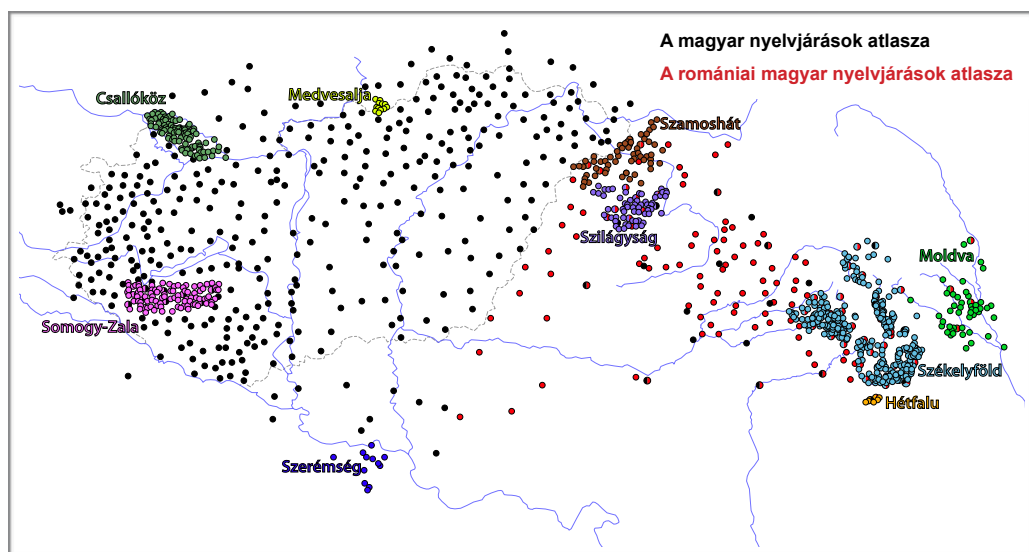 A magyar nyelvjárások atlasza
A romániai magyar nyelvjárások atlasza
Csallóköz
Medvesalja
Szamoshát
Szilágyság
Moldva
Somogy-Zala
Székelyföld
Hétfalu
Szerémség